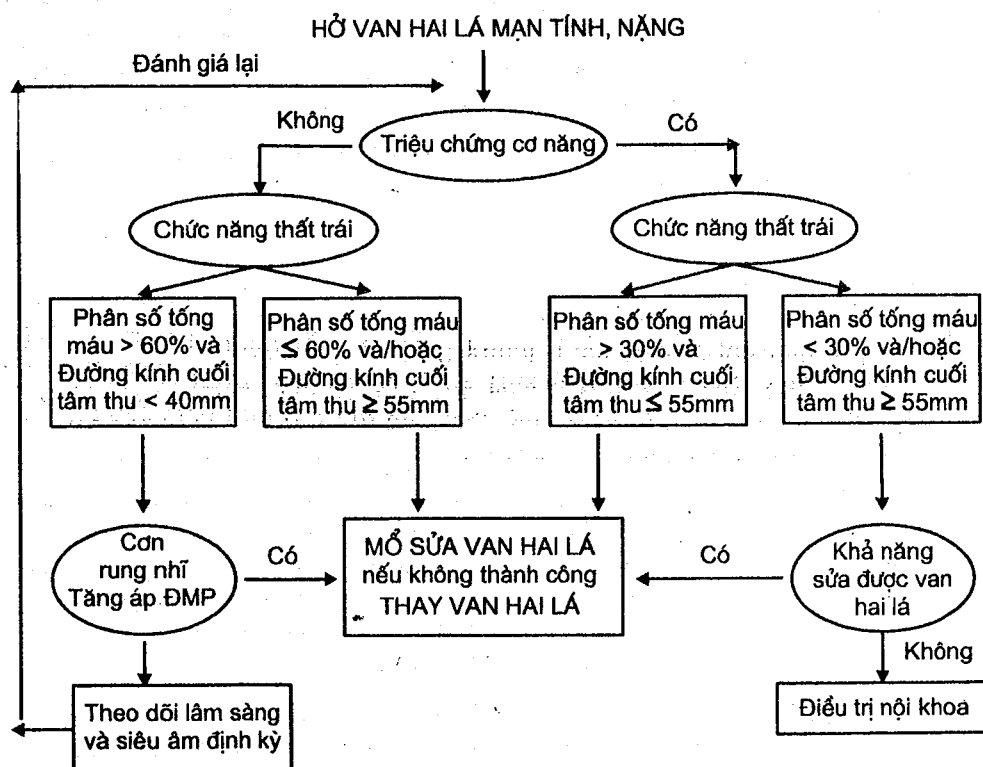 HỞ VAN HAI LÁ MẠN TÍNH, NẶNG
Đánh giá lại
Không
Triệu chứng cơ năng
Có
Chức năng thất trái
Chức năng thất trái
Phân số tống
máu > 60% và
Đường kính cuối
tâm thu < 40mm
Phân số tống máu
≤ 60% và/hoặc
Đường kính cuối
tâm thu ≥ 55mm
Phân số tống máu
> 30% và
Đường kính cuối
tâm thu ≤ 55mm
Phân số tống máu
< 30% và/hoặc
Đường kính cuối
tâm thu ≥ 55mm
Cơn
rung nhĩ
Tăng áp ĐMP
Có
MỔ SỬA VAN HAI LÁ
nếu không thành công
THAY VAN HAI LÁ
Có
Khả năng
sửa được van
hai lá
Không
Theo dõi lâm sàng
và siêu âm định kỳ
Điều trị nội khoa